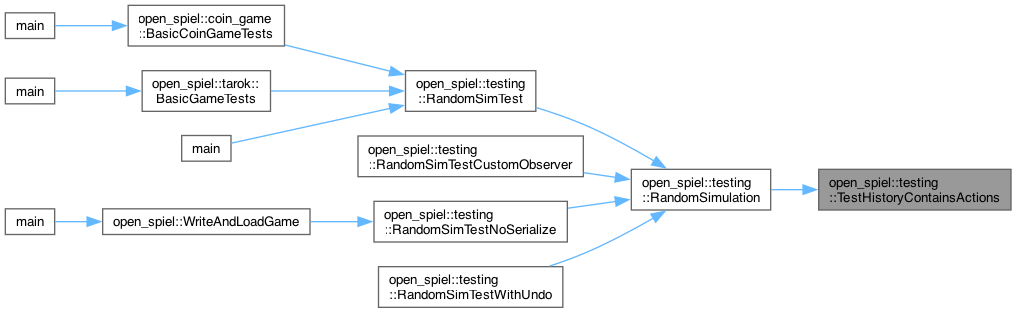 main
open_spiel::coin_game
::BasicCoinGameTests
main
open_spiel::tarok::
BasicGameTests
open_spiel::testing
::RandomSimTest
main
open_spiel::testing
::RandomSimTestCustomObserver
open_spiel::testing
::RandomSimulation
open_spiel::testing
::TestHistoryContainsActions
main
open_spiel::WriteAndLoadGame
open_spiel::testing
::RandomSimTestNoSerialize
open_spiel::testing
::RandomSimTestWithUndo